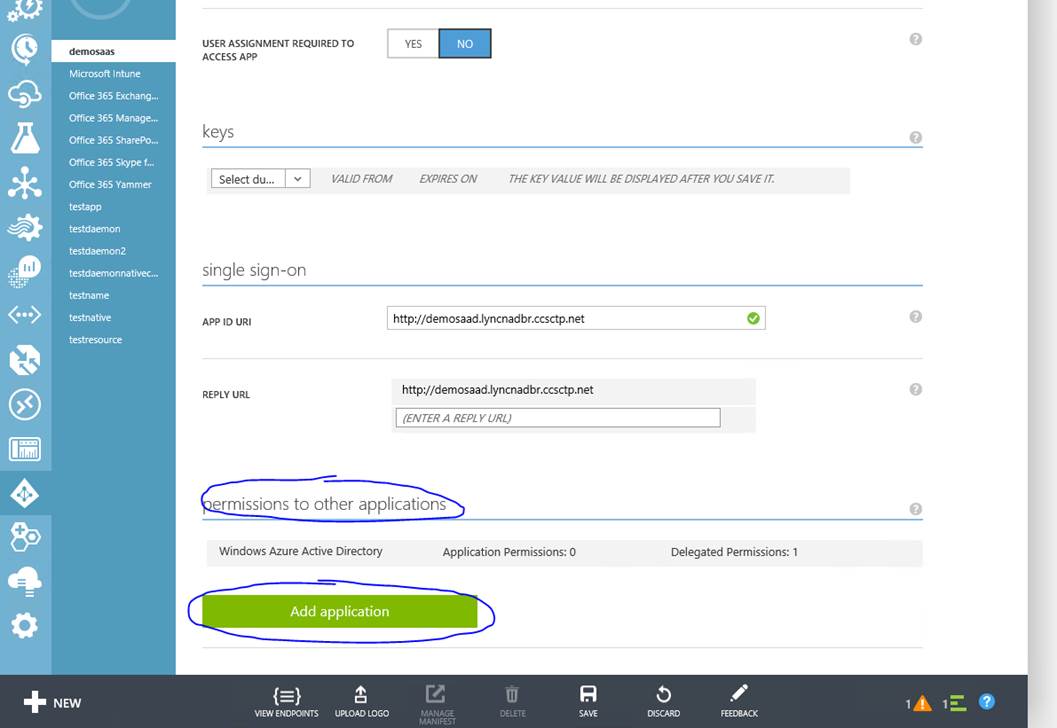 demosaas
Microsoft Intune
Office 365 Exchang...
Office 365 Manage...
Office 365 SharePo...
Office 365 Skype f...
Office 365 Yammer
testapp
testdaemon
testdaemon2
testdaemonnativec...
testname
testnative
testresource
USER ASSIGNMENT REQUIRED TO
ACCESS APP
YES NO
?
keys
?
Select du... VALID FROM EXPIRES ON THE KEY VALUE WILL BE DISPLAYED AFTER YOU SAVE IT.
single sign-on
APP ID URI
http://demosaad.lyncnadbr.ccsctp.net
?
REPLY URL
http://demosaad.lyncnadbr.ccsctp.net
(ENTER A REPLY URL)
?
permissions to other applications
?
Windows Azure Active Directory Application Permissions: 0 Delegated Permissions: 1
Add application
NEW
VIEW ENDPOINTS
UPLOAD LOGO
MANAGE
MANIFEST
DELETE
SAVE
DISCARD
FEEDBACK
1 1 ?